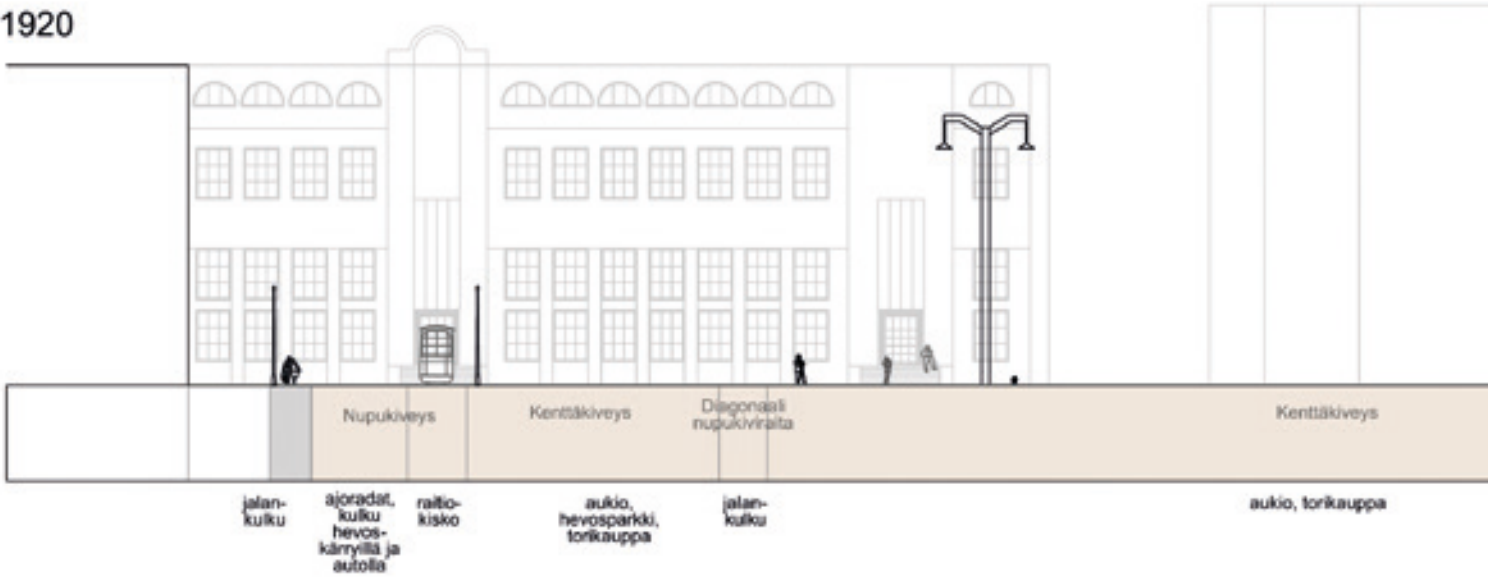 1920
Nupukiveys
Kenttäkiveys
Diagonaali
nupukiviraita
Kenttäkiveys
jalan-
kulku
ajoradat,
kulku
hevos-
kärryillä ja
autolla
raitio-
kisko
aukio,
hevosparkki,
torikauppa
jalan-
kulku
aukio, torikauppa